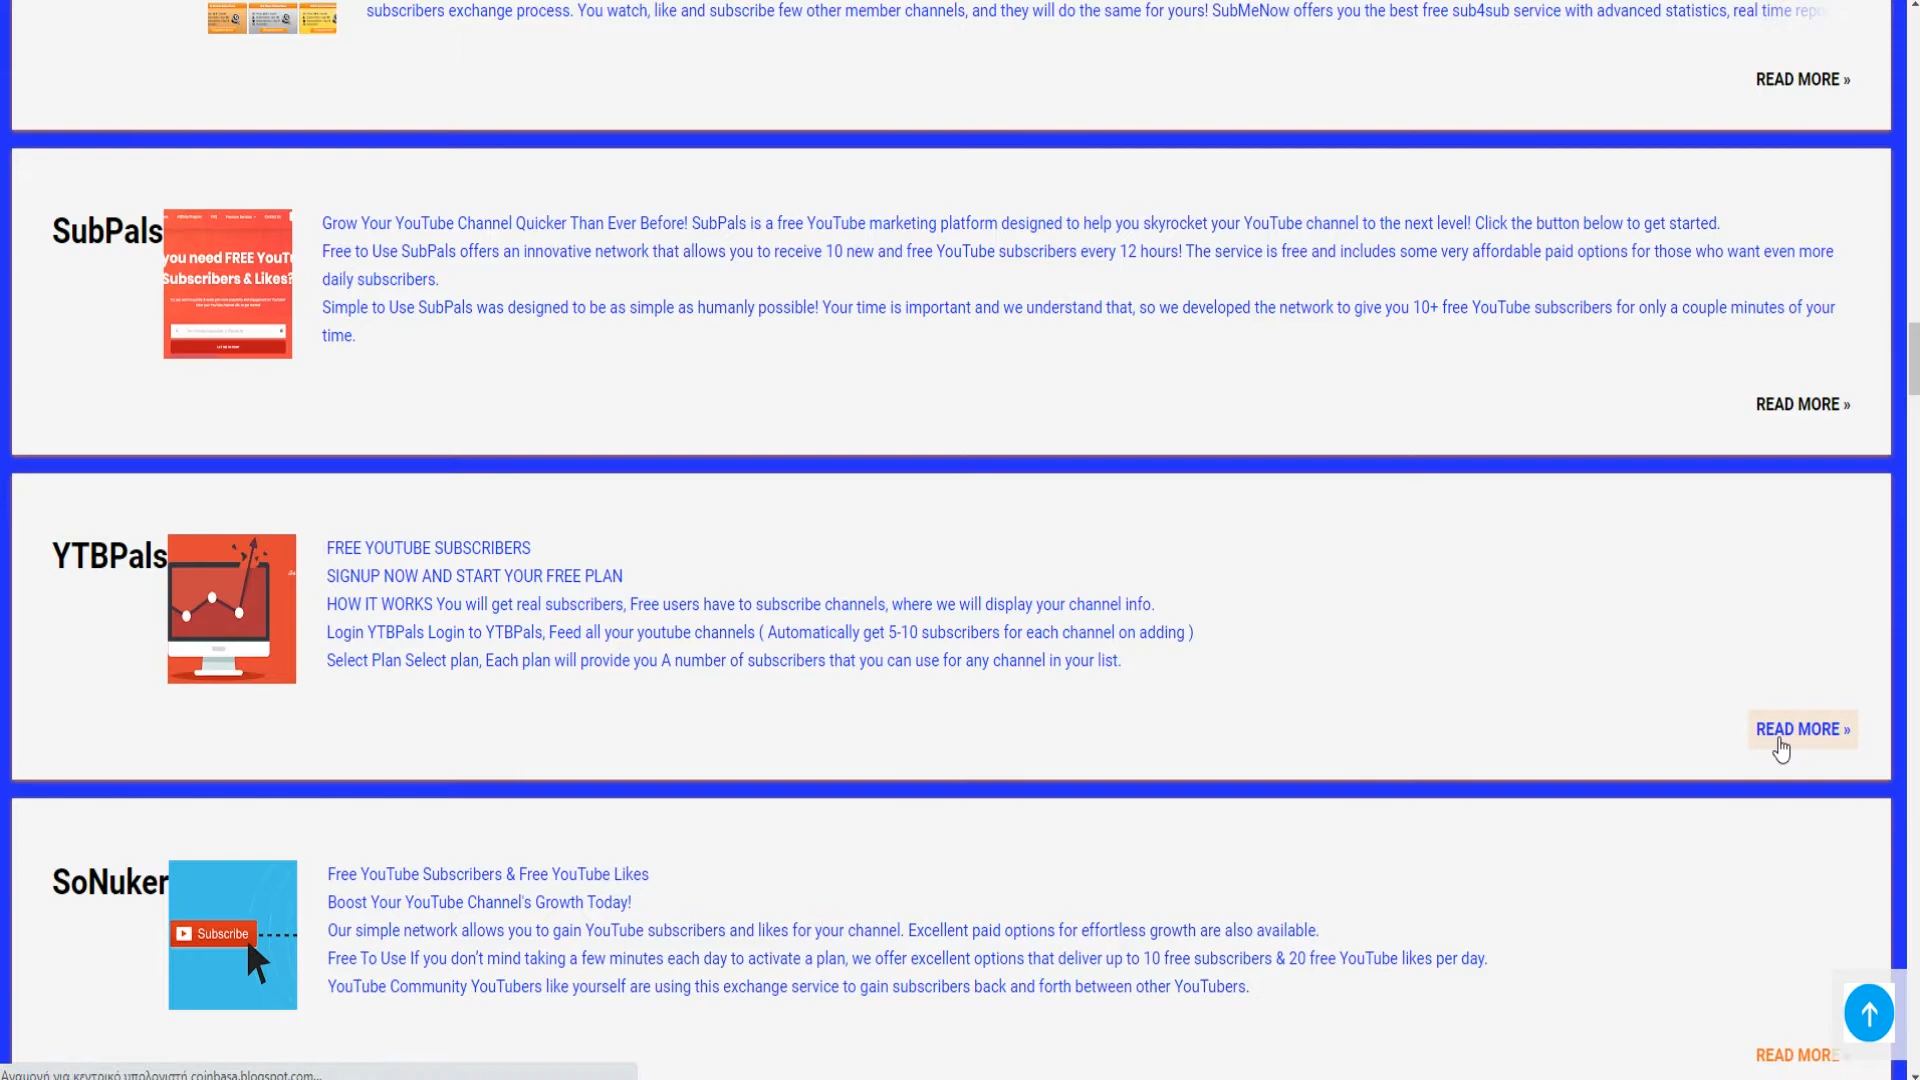 subscribers exchange process. You watch, like and subscribe few other member channels, and they will do the same for yours! SubMeNow offers you the best free sub4sub service with advanced statistics, real time
READ MORE »
SubPals
you need FREE YouT
Subscribers & Likes?
Grow Your YouTube Channel Quicker Than Ever Before! SubPals is a free YouTube marketing platform designed to help you skyrocket your YouTube channel to the next level! Click the button below to get started.
Free to Use SubPals offers an innovative network that allows you to receive 10 new and free YouTube subscribers every 12 hours! The service is free and includes some very affordable paid options for those who want even more
daily subscribers.
Simple to Use SubPals was designed to be as simple as humanly possible! Your time is important and we understand that, so we developed the network to give you 10+ free YouTube subscribers for only a couple minutes of your
time.
READ MORE »
YTBPals
FREE YOUTUBE SUBSCRIBERS
SIGNUP NOW AND START YOUR FREE PLAN
HOW IT WORKS You will get real subscribers, Free users have to subscribe channels, where we will display your channel info.
Login YTBPals Login to YTBPals, Feed all your youtube channels ( Automatically get 5-10 subscribers for each channel on adding )
Select Plan Select plan, Each plan will provide you A number of subscribers that you can use for any channel in your list.
READ MORE »
SoNuker
Subscribe
Free YouTube Subscribers & Free YouTube Likes
Boost Your YouTube Channel's Growth Today!
Our simple network allows you to gain YouTube subscribers and likes for your channel. Excellent paid options for effortless growth are also available.
Free To Use If you don't mind taking a few minutes each day to activate a plan, we offer excellent options that deliver up to 10 free subscribers & 20 free YouTube likes per day.
YouTube Community YouTubers like yourself are using this exchange service to gain subscribers back and forth between other YouTubers.
READ MORE »
Αναμονή για κεντρικό υπολογιστή coinbasa.blogspot.com...